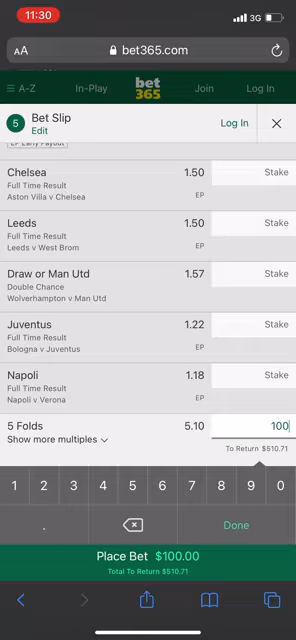 11:30
3G
AA
bet365.com
A-Z
In-Play
bet
365
Join
Log In
5
Bet Slip
Edit
Log In
EP Early Payout
Chelsea 1.50 Stake
Full Time Result
Aston Villa v Chelsea EP
Leeds 1.50 Stake
Full Time Result
Leeds v West Brom EP
Draw or Man Utd 1.57 Stake
Double Chance
Wolverhampton v Man Utd
Juventus 1.22 Stake
Full Time Result
Bologna v Juventus EP
Napoli 1.18 Stake
Full Time Result
Napoli v Verona EP
5 Folds 5.10 100
Show more multiples
To Return $510.71
1 2 3 4 5 6 7 8 9 0
. Done
Place Bet $100.00
Total To Return $510.71